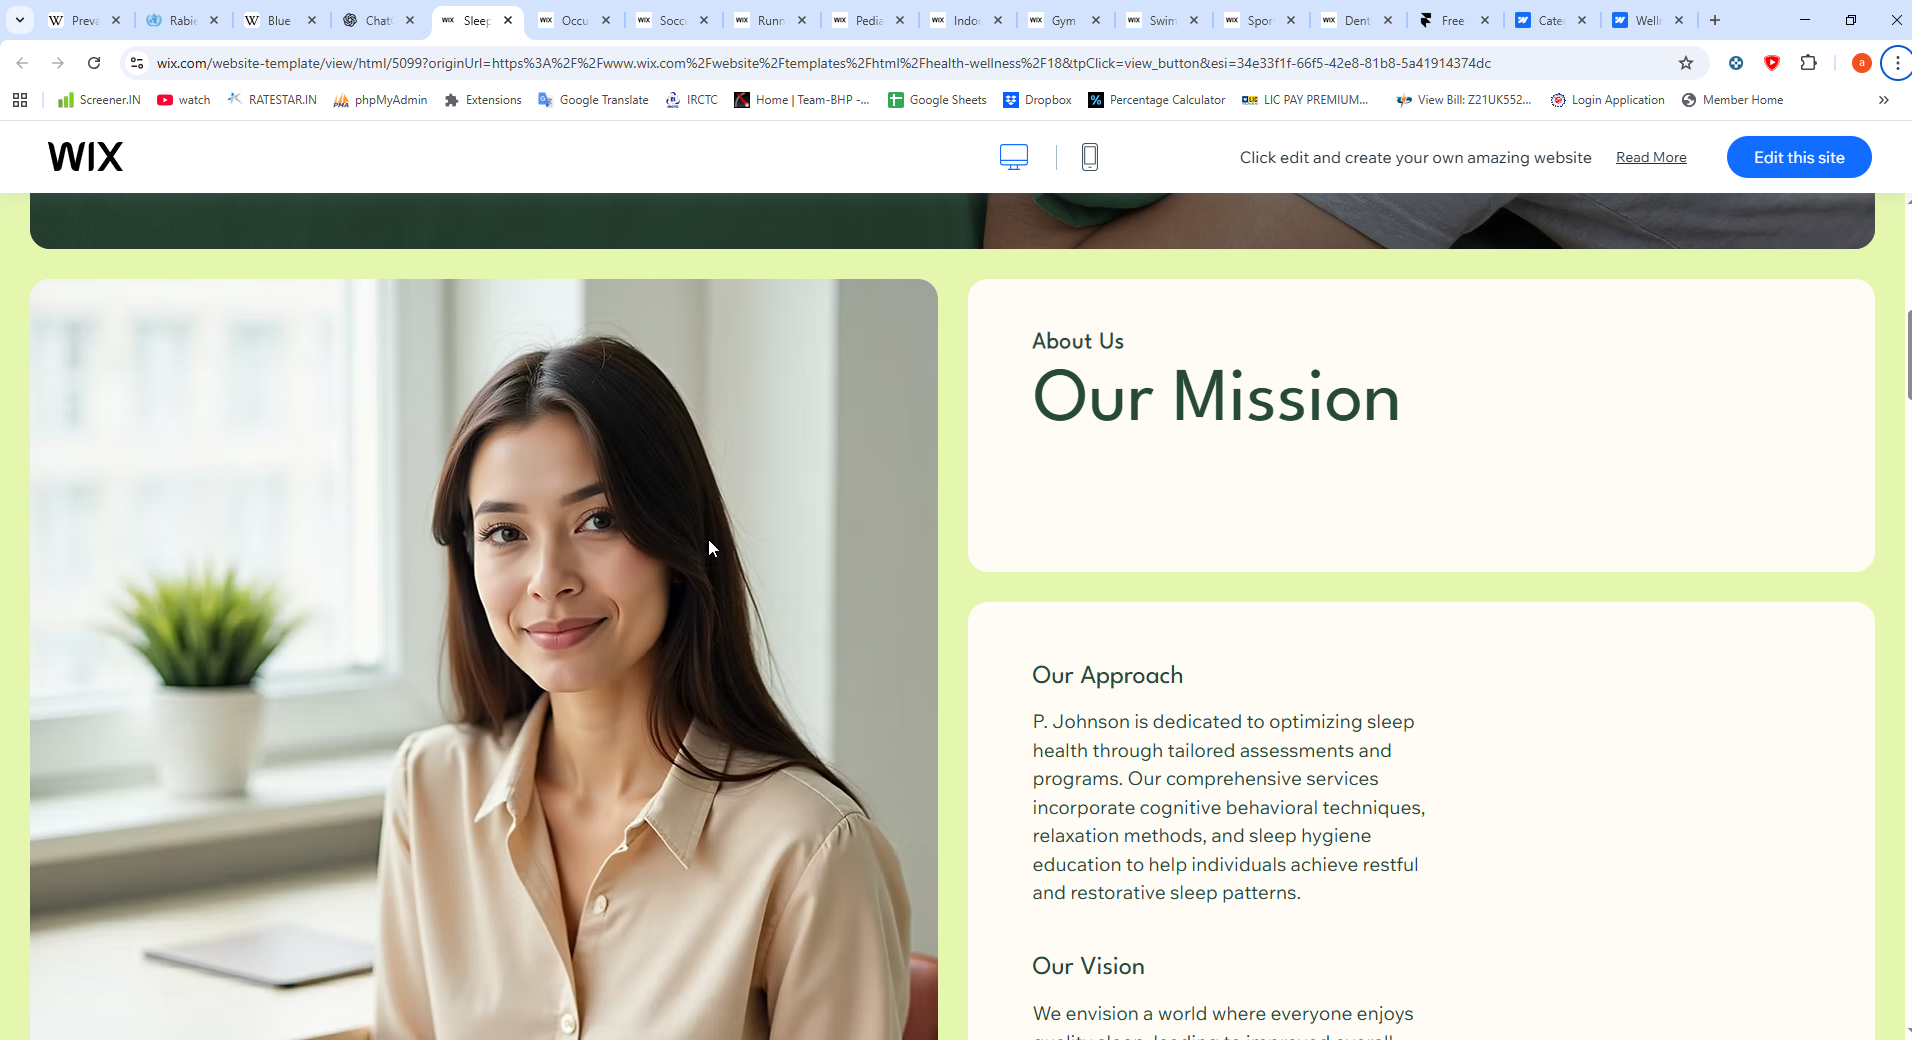 Preva
Rabie
Blue
Chat
Sleep
Occu
Socc
Runn
Pedia
Indo
Gym
Swim
Spor
Dent
Free
Cate
Welln
wix.com/website-template/view/html/5099?originUrl=https%3A%2F%2Fwww.wix.com%2Fwebsite%2Ftemplates%2Fhtml%2Fhealth-wellness%2F18&tpClick=view_button&esi=34e33f1f-66f5-42e8-81b8-5a41914374dc
Screener.IN watch RATESTAR.IN phpMyAdmin Extensions Google Translate IRCTC Home | Team-BHP -... Google Sheets Dropbox Percentage Calculator LIC PAY PREMIUM... View Bill: Z21UK552... Login Application Member Home
WIX
Click edit and create your own amazing website Read More Edit this site
About Us
Our Mission
Our Approach
P. Johnson is dedicated to optimizing sleep
health through tailored assessments and
programs. Our comprehensive services
incorporate cognitive behavioral techniques,
relaxation methods, and sleep hygiene
education to help individuals achieve restful
and restorative sleep patterns.
Our Vision
We envision a world where everyone enjoys